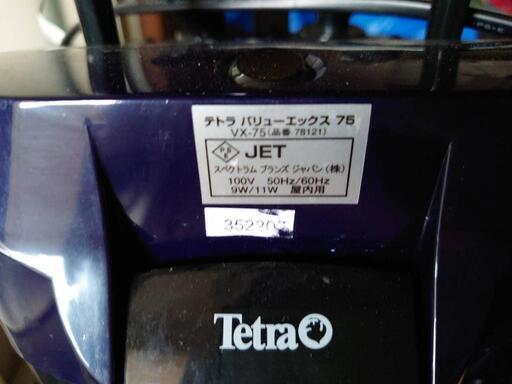 テトラ バリューエックス 75
VX-75(品番 78121)
JET
スペクトラム ブランズ ジャパン(株)
100V 50Hz/60Hz
9W/11W 屋内用
Tetra